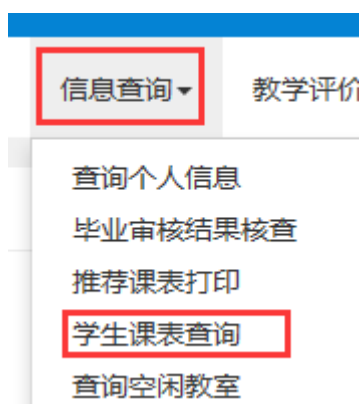 信息查询 教学评价
查询个人信息
毕业审核结果核查
推荐课表打印
学生课表查询
查询空闲教室